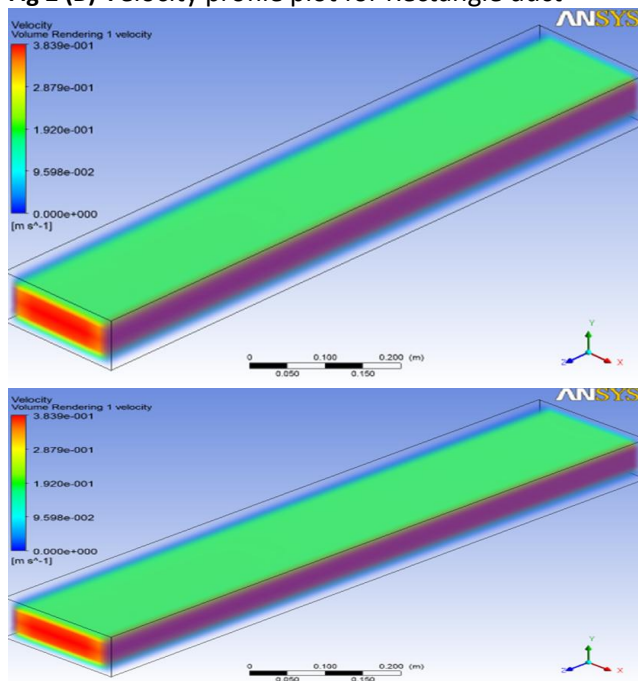 Fig 2 (B) Velocity profile plot for Rectangle duct
ANSYS
Velocity
Volume Rendering 1 velocity
3.839e-001
2.879e-001
1.920e-001
9.598e-002
0.000e+000
[m s^-1]
0 0.100 0.200 (m)
0.050 0.150
Y
Z X
ANSYS
Velocity
Volume Rendering 1 velocity
3.839e-001
2.879e-001
1.920e-001
9.598e-002
0.000e+000
[m s^-1]
0 0.100 0.200 (m)
0.050 0.150
Y
Z X